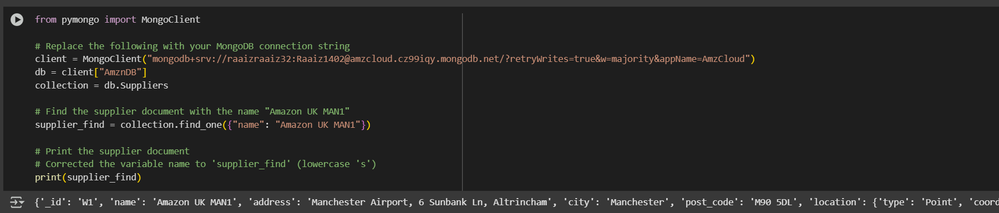 from pymongo import MongoClient
# Replace the following with your MongoDB connection string
client = MongoClient("mongodb+srv://raaizraaiz32:Raaiz1402@amzcloud.cz99iqy.mongodb.net/?retryWrites=true&w=majority&appName=AmzCloud")
db = client["AmznDB"]
collection = db.Suppliers
# Find the supplier document with the name "Amazon UK MAN1"
supplier_find = collection.find_one({"name": "Amazon UK MAN1"})
# Print the supplier document
# Corrected the variable name to 'supplier_find' (lowercase 's')
print(supplier_find)
{'_id': 'W1', 'name': 'Amazon UK MAN1', 'address': 'Manchester Airport, 6 Sunbank Ln, Altrincham', 'city': 'Manchester', 'post_code': 'M90 5DL', 'location': {'type': 'Point', 'coord